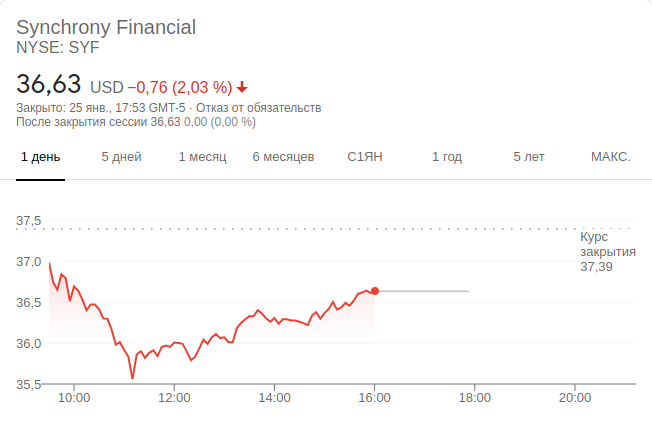 Synchrony Financial
NYSE: SYF
36,63 USD −0,76 (2,03 %)
Закрыто: 25 янв., 17:53 GMT-5 · Отказ от обязательств
После закрытия сессии 36,63 0,00 (0,00 %)
1 день 5 дней 1 месяц 6 месяцев С1ЯН 1 год 5 лет МАКС.
37,5
Курс
закрытия
37,39
37,0
36,5
36,0
35,5
10:00 12:00 14:00 16:00 18:00 20:00